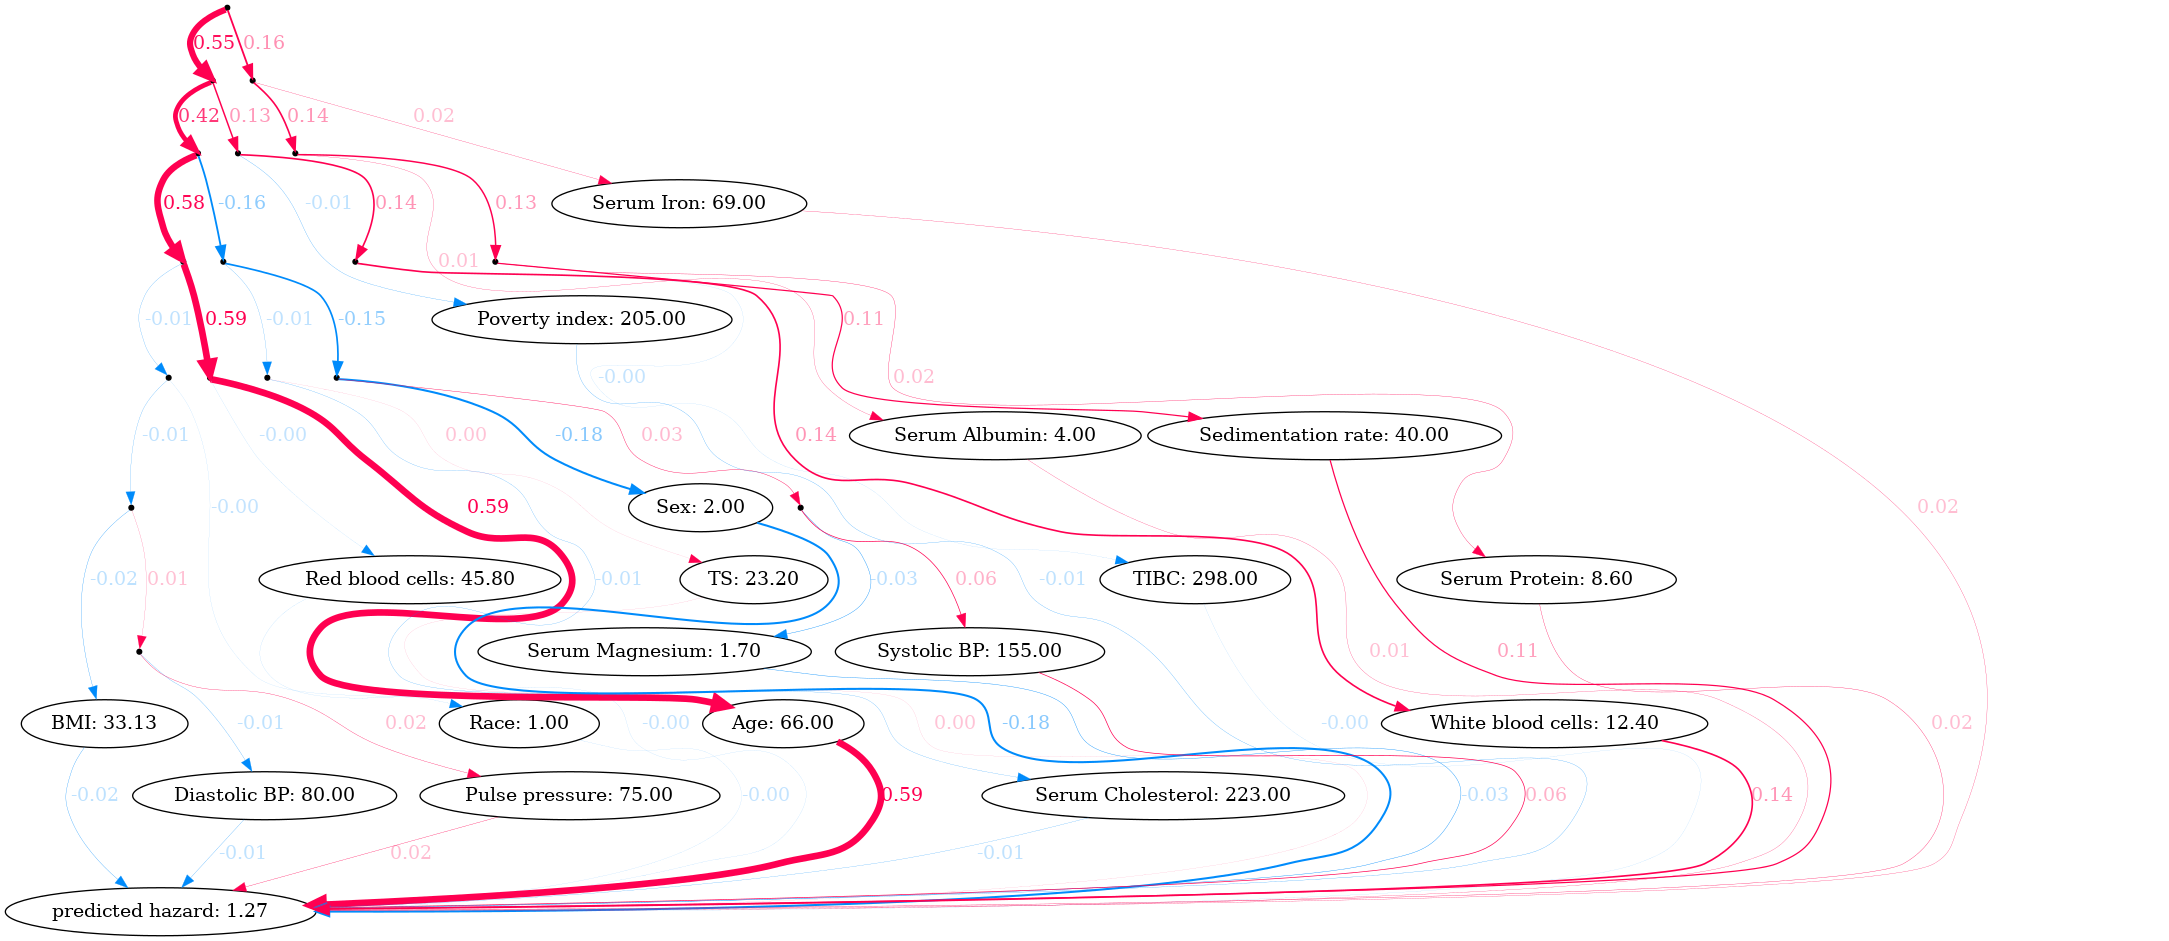 0.55 0.16
0.42 0.13 0.14 0.02
0.58 -0.16 -0.01 0.14 0.13 Serum Iron: 69.00
0.01
-0.01 0.59 -0.01 -0.15 Poverty index: 205.00 0.11
-0.00 0.02
-0.01 -0.00 0.00 -0.18 0.03 0.14 Serum Albumin: 4.00 Sedimentation rate: 40.00
-0.00 0.59 Sex: 2.00 0.02
-0.02 0.01 Red blood cells: 45.80 -0.01 TS: 23.20 -0.03 0.06 -0.01 TIBC: 298.00 Serum Protein: 8.60
Serum Magnesium: 1.70 Systolic BP: 155.00 0.01 0.11
BMI: 33.13 -0.01 0.02 Race: 1.00 -0.00 Age: 66.00 0.00 -0.18 -0.00 White blood cells: 12.40 0.02
-0.02 Diastolic BP: 80.00 Pulse pressure: 75.00 -0.00 0.59 Serum Cholesterol: 223.00 -0.03 0.06 0.14
-0.01 0.02 -0.01
predicted hazard: 1.27